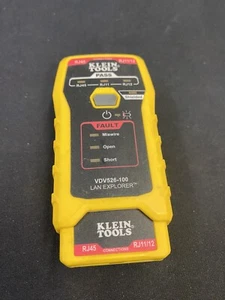 RJ45 RJ11/12
KLEIN
TOOLS
PASS
RJ45 RJ11 RJ12
FAULT
Miswire
Open
Short
VDV526-100
LAN EXPLORER™
KLEIN
TOOLS
RJ45 RJ11/12